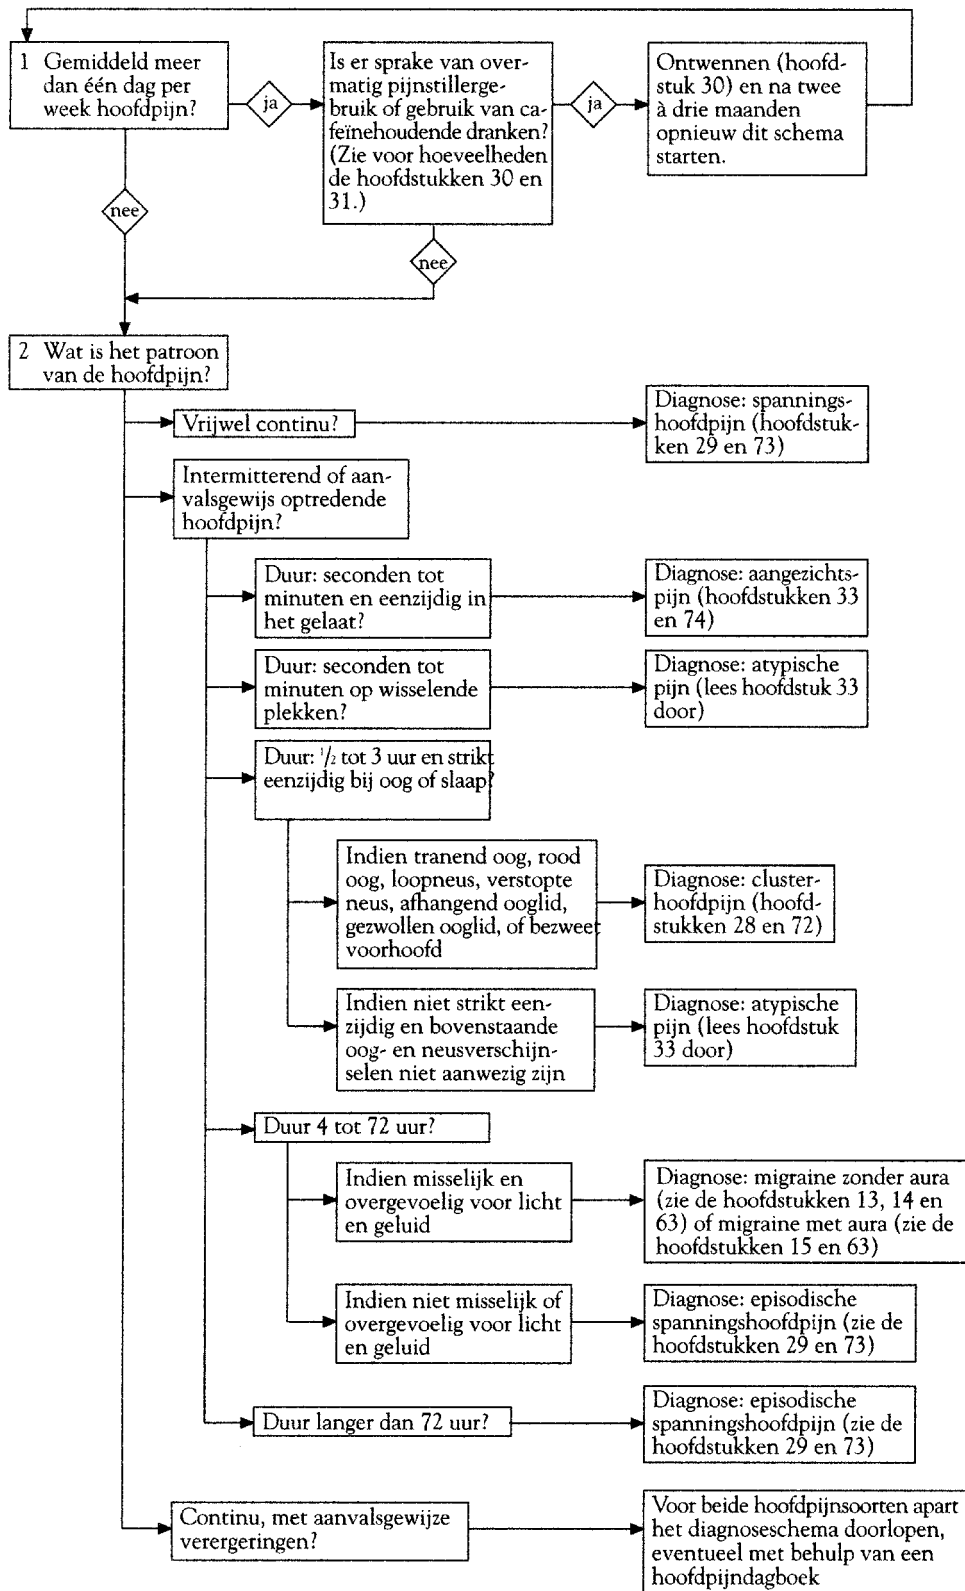 1 Gemiddeld meer
dan één dag per
week hoofdpijn?
ja
Is er sprake van over-
matig pijnstillerge-
bruik of gebruik van ca-
feïnehoudende dranken?
(Zie voor hoeveelheden
de hoofdstukken 30 en
31.)
ja
Ontwennen (hoofd-
stuk 30) en na twee
à drie maanden
opnieuw dit schema
starten.
nee
nee
2 Wat is het patroon
van de hoofdpijn?
Vrijwel continu?
Diagnose: spannings-
hoofdpijn (hoofdstuk-
ken 29 en 73)
Intermitterend of aan-
valsgewijs optredende
hoofdpijn?
Duur: seconden tot
minuten en eenzijdig in
het gelaat?
Diagnose: aangezichts-
pijn (hoofdstukken 33
en 74)
Duur: seconden tot
minuten op wisselende
plekken?
Diagnose: atypische
pijn (lees hoofdstuk 33
door)
Duur: 1/2 tot 3 uur en strikt
eenzijdig bij oog of slaap?
Indien tranend oog, rood
oog, loopneus, verstopte
neus, afhangend ooglid,
gezwollen ooglid, of bezweet
voorhoofd
Diagnose: cluster-
hoofdpijn (hoofd-
stukken 28 en 72)
Indien niet strikt een-
zijdig en bovenstaande
oog- en neusverschijn-
selen niet aanwezig zijn
Diagnose: atypische
pijn (lees hoofdstuk
33 door)
Duur 4 tot 72 uur?
Indien misselijk en
overgevoelig voor licht
en geluid
Diagnose: migraine zonder aura
(zie de hoofdstukken 13, 14 en
63) of migraine met aura (zie de
hoofdstukken 15 en 63)
Indien niet misselijk of
overgevoelig voor licht
en geluid
Diagnose: episodische
spanningshoofdpijn (zie de
hoofdstukken 29 en 73)
Duur langer dan 72 uur?
Diagnose: episodische
spanningshoofdpijn (zie de
hoofdstukken 29 en 73)
Continu, met aanvalsgewijze
verergeringen?
Voor beide hoofdpijnsoorten apart
het diagnoseschema doorlopen,
eventueel met behulp van een
hoofdpijndagboek